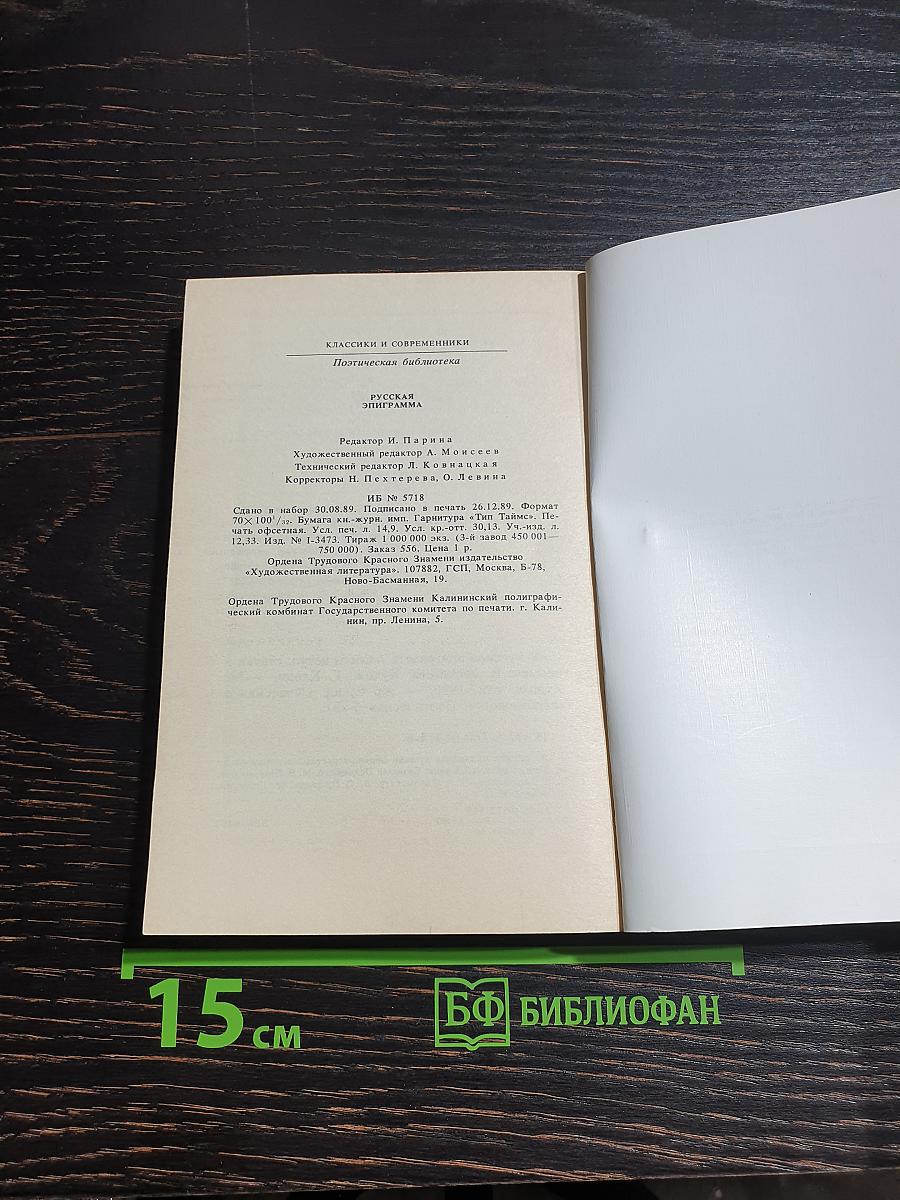 КЛАССИКИ И СОВРЕМЕННИКИ
Поэтическая библиотека
РУССКАЯ
ЭПИГРАММА
Редактор И. Парина
Художественный редактор А. Моисеев
Технический редактор Л. Ковнацкая
Корректоры Н. Пехтерева, О. Левина
ИБ № 5718
Сдано в набор 30.08.89. Подписано в печать 26.12.89. Формат
70×100¹/₃₂. Бумага кн.-журн. имп. Гарнитура «Тип Таймс». Пе-
чать офсетная. Усл. печ. л. 14,9. Усл. кр.-отт. 30,13. Уч.-изд. л.
12,33. Изд. № I-3473. Тираж 1 000 000 экз. (3-й завод 450 001—
750 000). Заказ 556. Цена 1 р.
Ордена Трудового Красного Знамени издательство
«Художественная литература». 107882, ГСП, Москва, Б-78,
Ново-Басманная, 19.
Ордена Трудового Красного Знамени Калининский полиграфи-
ческий комбинат Государственного комитета по печати. г. Кали-
нин, пр. Ленина, 5.
15 см
БФ БИБЛИОФАН